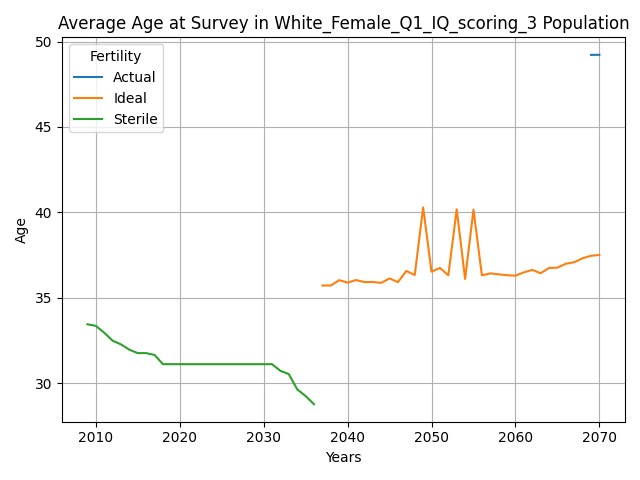 Average Age at Survey in White_Female_Q1_IQ_scoring_3 Population
Fertility
Actual
Ideal
Sterile
50
45
40
35
30
Age
2010 2020 2030 2040 2050 2060 2070
Years